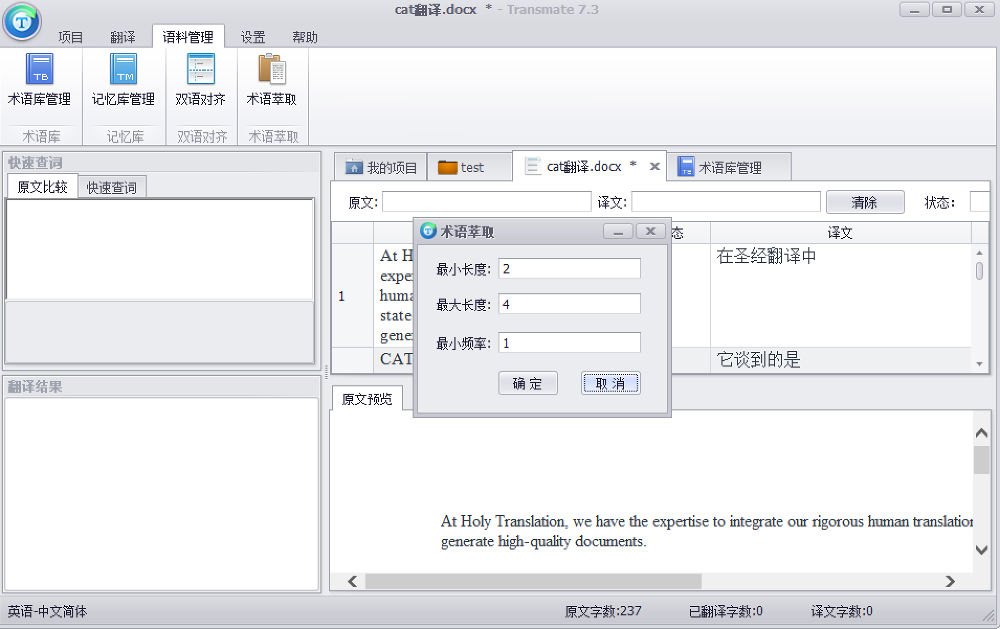 cat翻译.docx * - Transmate 7.3
项目 翻译 语料管理 设置 帮助
TB TM
术语库管理 记忆库管理 双语对齐 术语萃取
术语库 记忆库 双语对齐 术语萃取
快速查词
原文比较 快速查词
翻译结果
我的项目 test cat翻译.docx * 术语库管理
原文: 译文: 清除 状态:
态 译文
1
At H
expe
huma
state
gene
在圣经翻译中
CAT
它谈到的是
术语萃取
最小长度: 2
最大长度: 4
最小频率: 1
确定 取消
原文预览
At Holy Translation, we have the expertise to integrate our rigorous human translation
generate high-quality documents.
英语-中文简体 原文字数:237 已翻译字数:0 译文字数:0